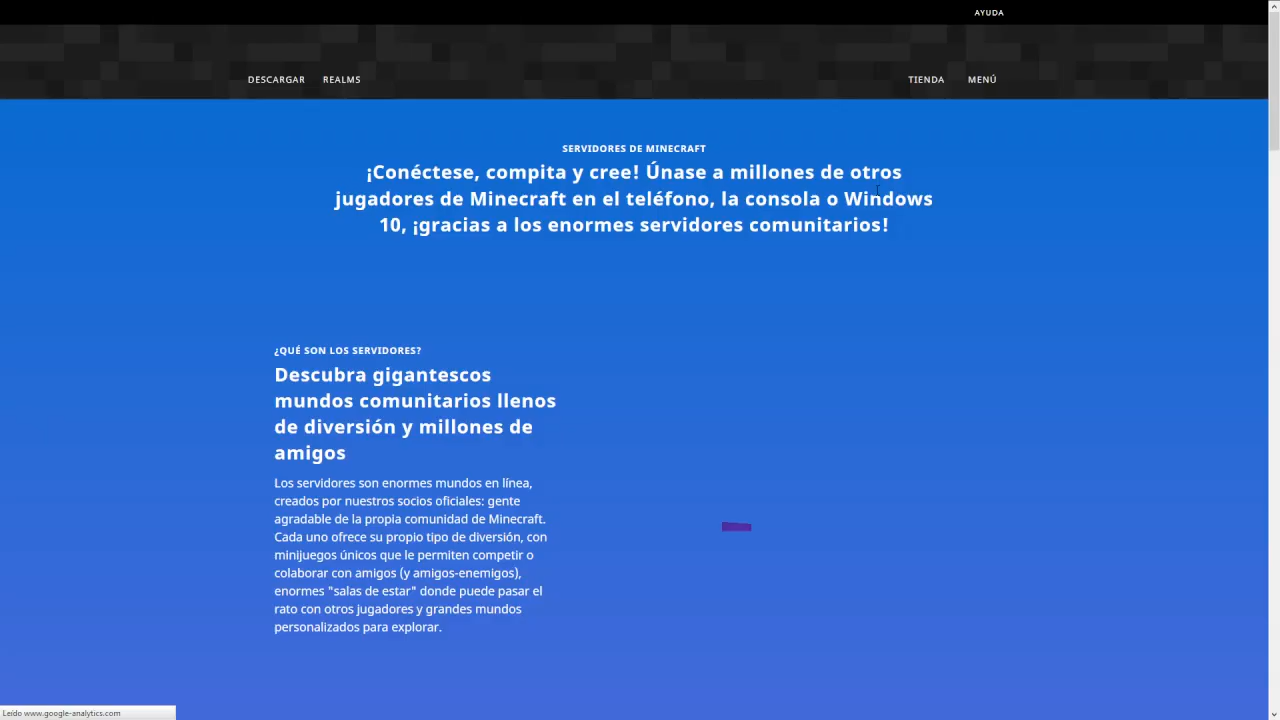 AYUDA
DESCARGAR REALMS TIENDA MENÚ
SERVIDORES DE MINECRAFT
¡Conéctese, compita y cree! Únase a millones de otros
jugadores de Minecraft en el teléfono, la consola o Windows
10, ¡gracias a los enormes servidores comunitarios!
¿QUÉ SON LOS SERVIDORES?
Descubra gigantescos
mundos comunitarios llenos
de diversión y millones de
amigos
Los servidores son enormes mundos en línea,
creados por nuestros socios oficiales: gente
agradable de la propia comunidad de Minecraft.
Cada uno ofrece su propio tipo de diversión, con
minijuegos únicos que le permiten competir o
colaborar con amigos (y amigos-enemigos),
enormes "salas de estar" donde puede pasar el
rato con otros jugadores y grandes mundos
personalizados para explorar.
Leído www.google-analytics.com